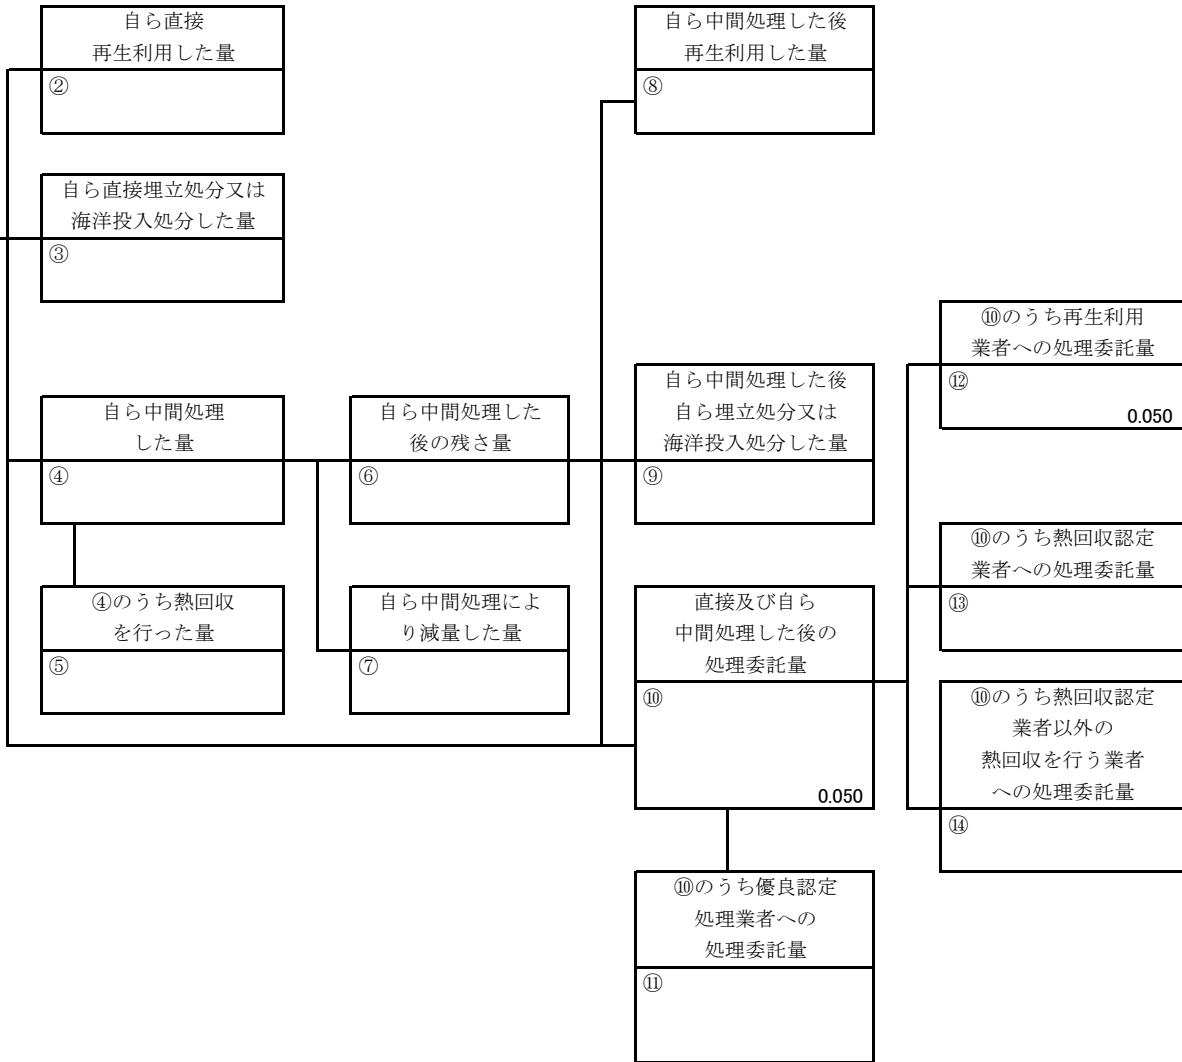 自ら直接
再生利用した量
②
自ら中間処理した後
再生利用した量
⑧
自ら直接埋立処分又は
海洋投入処分した量
③
⑩のうち再生利用
業者への処理委託量
⑫
0.050
自ら中間処理
した量
④
自ら中間処理した
後の残さ量
⑥
自ら中間処理した後
自ら埋立処分又は
海洋投入処分した量
⑨
⑩のうち熱回収認定
業者への処理委託量
⑬
④のうち熱回収
を行った量
⑤
自ら中間処理によ
り減量した量
⑦
直接及び自ら
中間処理した後の
処理委託量
⑩
0.050
⑩のうち熱回収認定
業者以外の
熱回収を行う業者
への処理委託量
⑭
⑩のうち優良認定
処理業者への
処理委託量
⑪